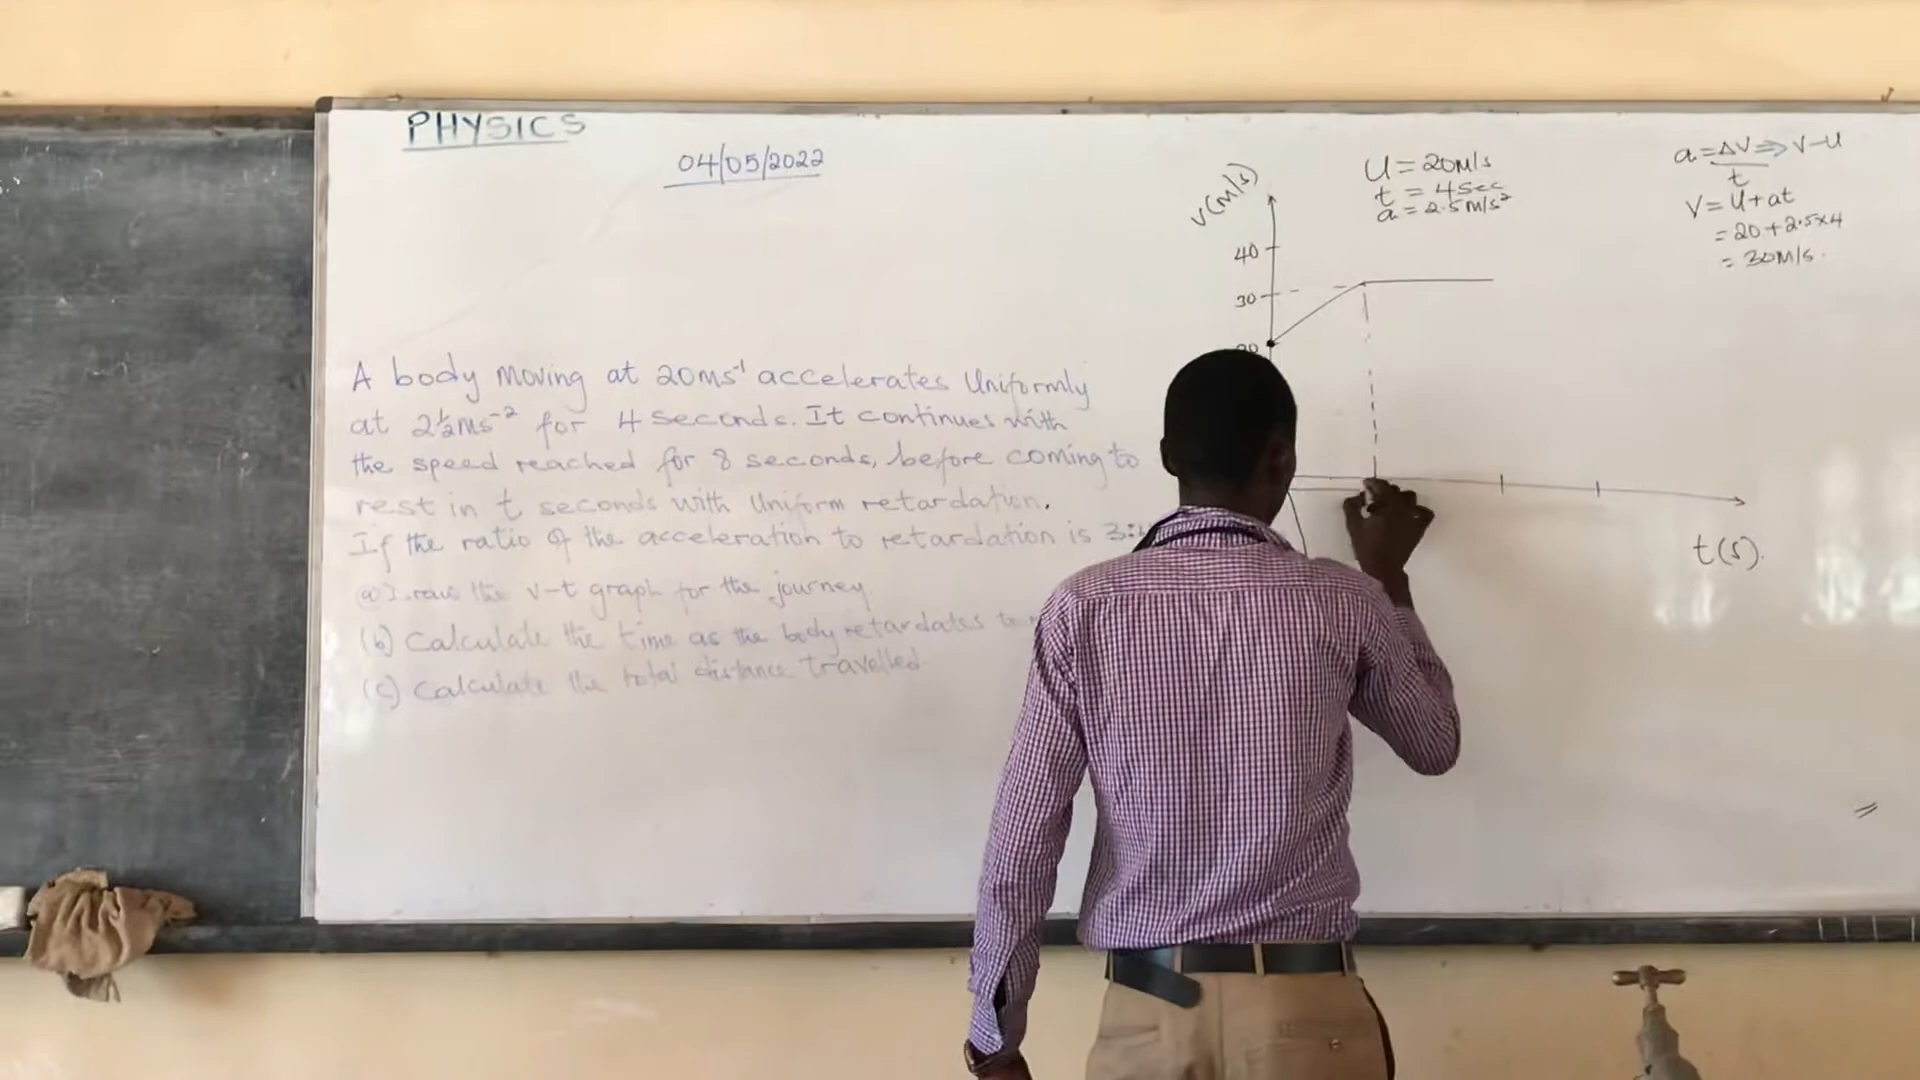 PHYSICS
04/05/2022
A body moving at 20ms⁻¹ accelerates Uniformly
at 2½ms⁻² for 4 seconds. It continues with
the speed reached for 8 seconds, before coming to
rest in t seconds with Uniform retardation.
If the ratio of the acceleration to retardation is 3:
(a) Draw the v-t graph for the journey
(b) Calculate the time as the body retardates to
(c) Calculate the total distance travelled
V(M/s)
40
30
t(s).
U = 20M/s
t = 4sec
a = 2.5M/s²
a = ΔV/t ⇒ V-U
V = U+at
= 20+2.5x4
= 30M/s.